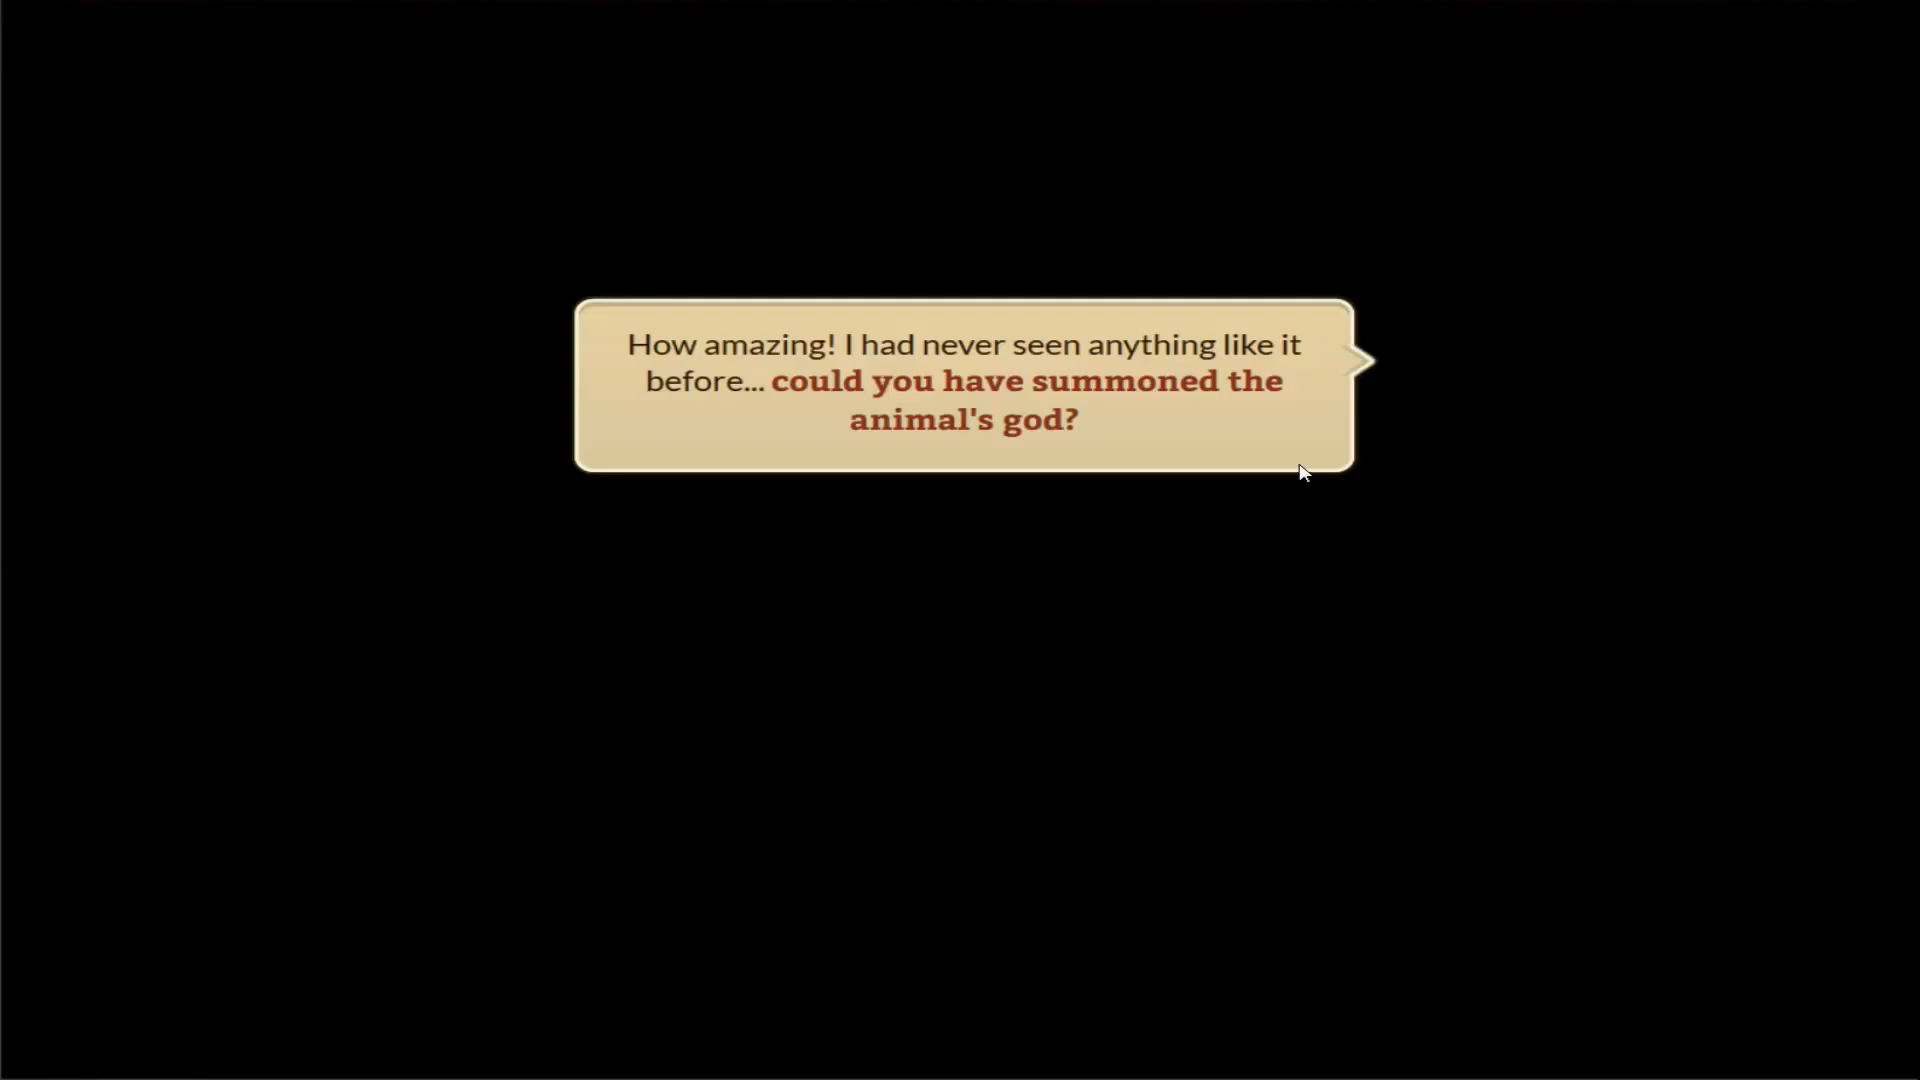 How amazing! I had never seen anything like it
before... could you have summoned the
animal's god?